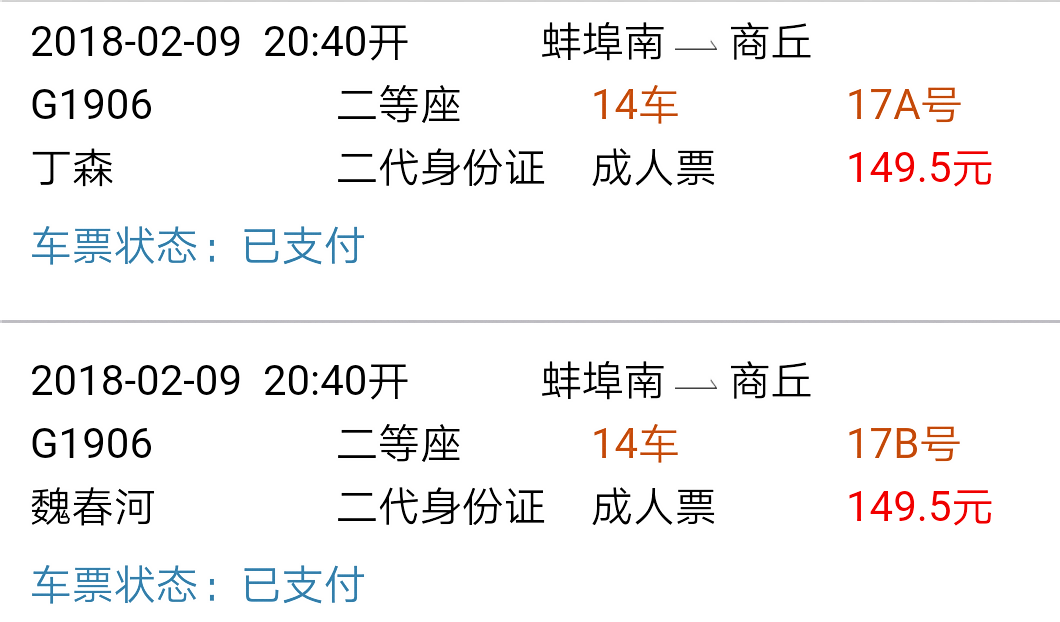 2018-02-09 20:40开 蚌埠南 ⇀ 商丘
G1906 二等座 14车 17A号
丁森 二代身份证 成人票 149.5元
车票状态：已支付
2018-02-09 20:40开 蚌埠南 ⇀ 商丘
G1906 二等座 14车 17B号
魏春河 二代身份证 成人票 149.5元
车票状态：已支付